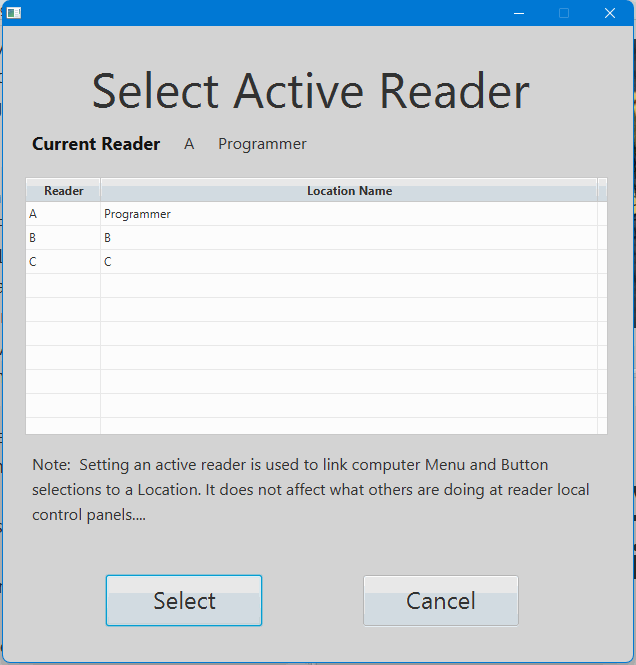 Select Active Reader
Current Reader A Programmer
Reader Location Name
A Programmer
B B
C C
Note:  Setting an active reader is used to link computer Menu and Button
selections to a Location. It does not affect what others are doing at reader local
control panels....
Select Cancel